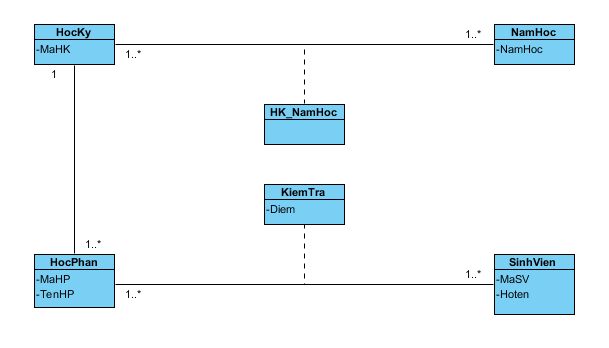 HocKy
-MaHK
1..*
1..*
NamHoc
-NamHoc
1
HK_NamHoc
KiemTra
-Diem
1..*
HocPhan
-MaHP
-TenHP
1..*
1..*
SinhVien
-MaSV
-Hoten